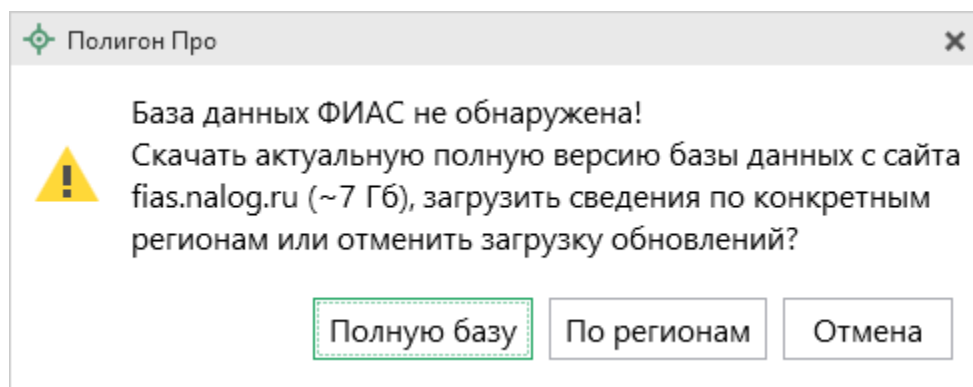 Полигон Про
База данных ФИАС не обнаружена!
Скачать актуальную полную версию базы данных с сайта
fias.nalog.ru (~7 Гб), загрузить сведения по конкретным
регионам или отменить загрузку обновлений?
Полную базу По регионам Отмена